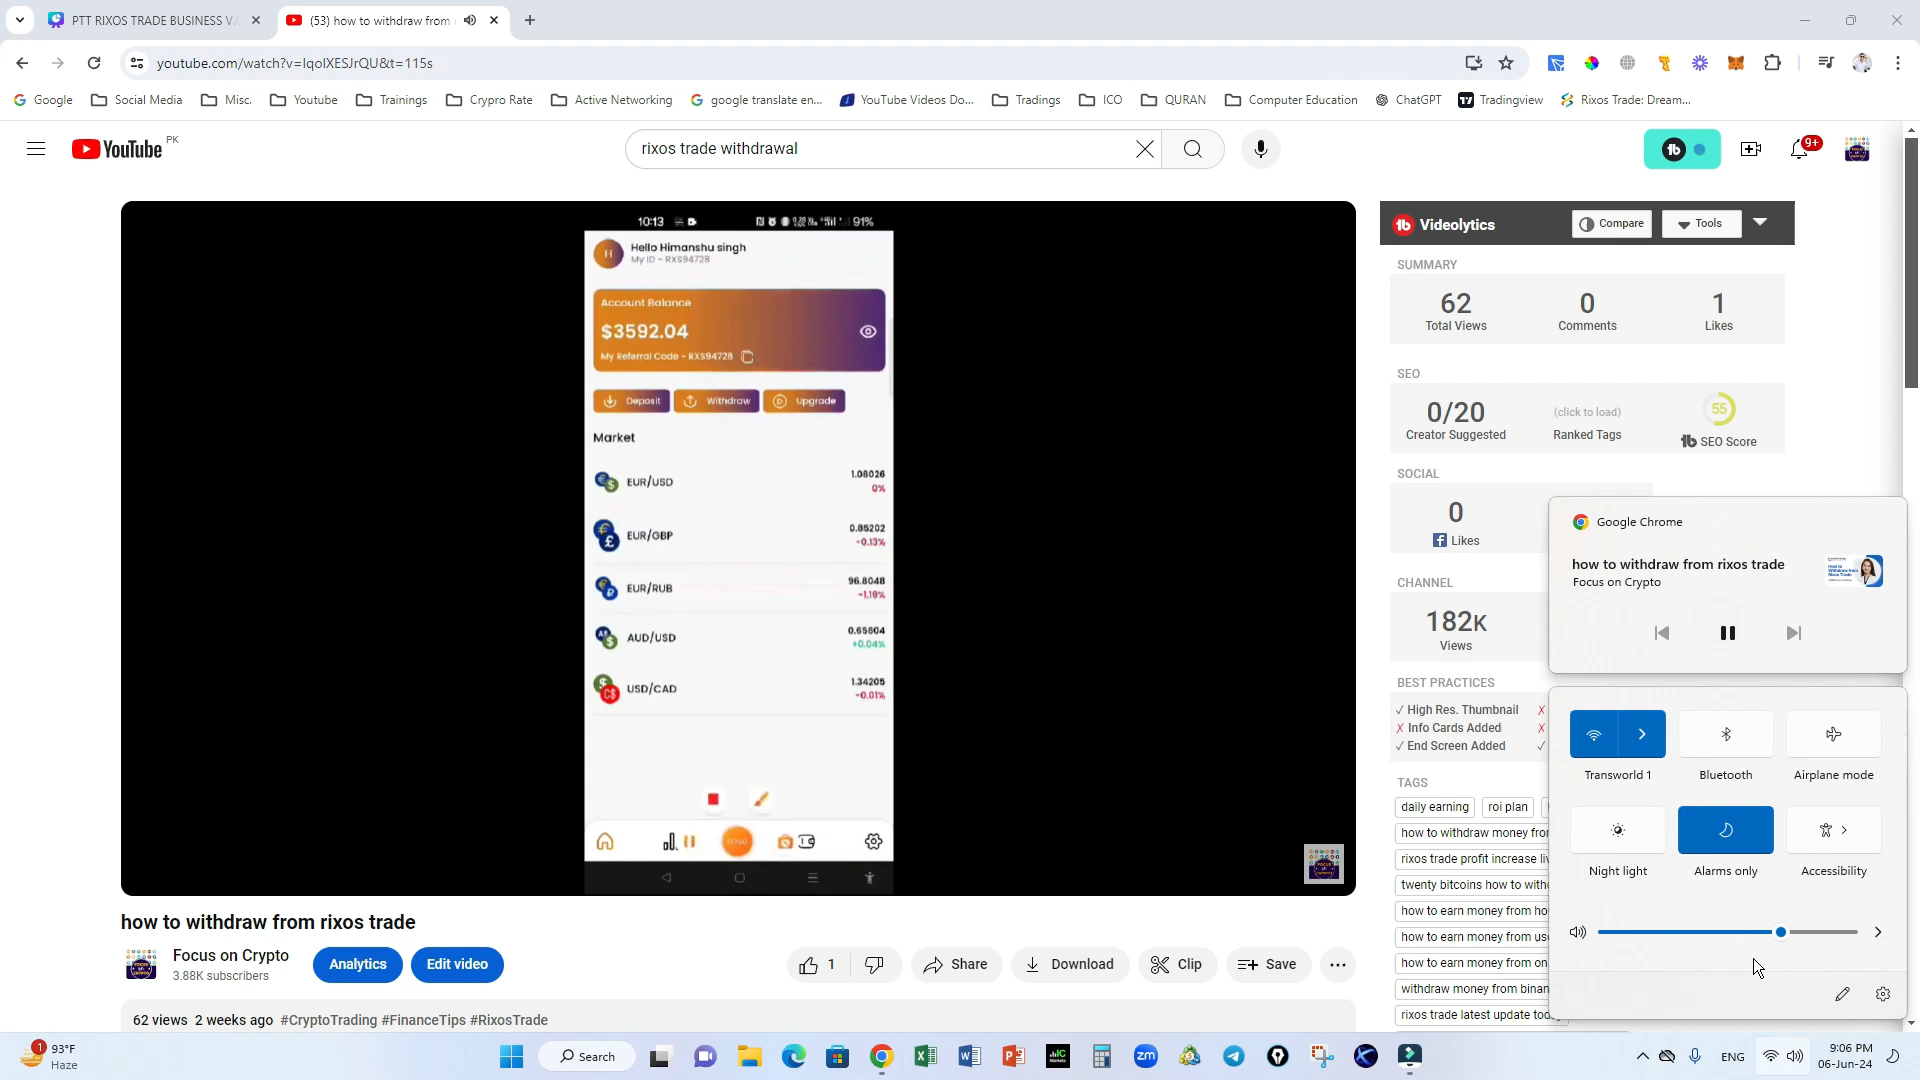 PTT RIXOS TRADE BUSINESS V.
(53) how to withdraw from
youtube.com/watch?v=IqoIXESJrQU&t=115s
Google
Social Media
Misc.
Youtube
Trainings
Crypro Rate
Active Networking
google translate en...
YouTube Videos Do...
Tradings
ICO
QURAN
Computer Education
ChatGPT
Tradingview
Rixos Trade: Dream...
YouTube PK
rixos trade withdrawal
9+
10:13
91%
Hello Himanshu singh
My ID - RXS94728
Account Balance
$3592.04
My Referral Code - RXS94728
Deposit
Withdraw
Upgrade
Market
EUR/USD 1.08026
0%
EUR/GBP 0.85202
-0.13%
EUR/RUB 96.8048
-1.19%
AUD/USD 0.65604
+0.04%
USD/CAD 1.34205
-0.01%
how to withdraw from rixos trade
Focus on Crypto
3.88K subscribers
Analytics
Edit video
1
Share
Download
Clip
Save
62 views 2 weeks ago #CryptoTrading #FinanceTips #RixosTrade
Videolytics
Compare
Tools
SUMMARY
62 0 1
Total Views Comments Likes
SEO
0/20 (click to load) 55
Creator Suggested Ranked Tags SEO Score
SOCIAL
0
Likes
CHANNEL
182K
Views
BEST PRACTICES
✓ High Res. Thumbnail ✗
✗ Info Cards Added ✗
✓ End Screen Added ✓
TAGS
daily earning
roi plan
how to withdraw money fror
rixos trade profit increase liv
twenty bitcoins how to with
how to earn money from ho
how to earn money from us
how to earn money from on
withdraw money from binan
rixos trade latest update tod
Google Chrome
how to withdraw from rixos trade
Focus on Crypto
Transworld 1
Bluetooth
Airplane mode
Night light
Alarms only
Accessibility
1
93°F
Haze
Search
ENG
9:06 PM
06-Jun-24